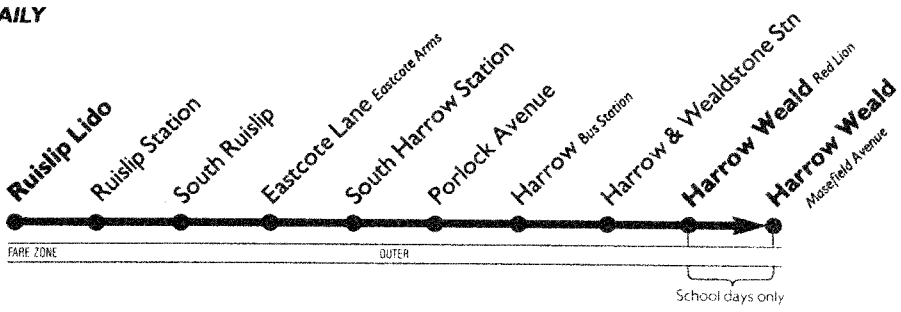 AILY
Ruislip Lido
Ruislip Station
South Ruislip
Eastcote Lane Eastcote Arms
South Harrow Station
Porlock Avenue
Harrow Bus Station
Harrow & Wealdstone Stn
Harrow Weald Red Lion
Harrow Weald
Masefield Avenue
FARE ZONE OUTER
School days only